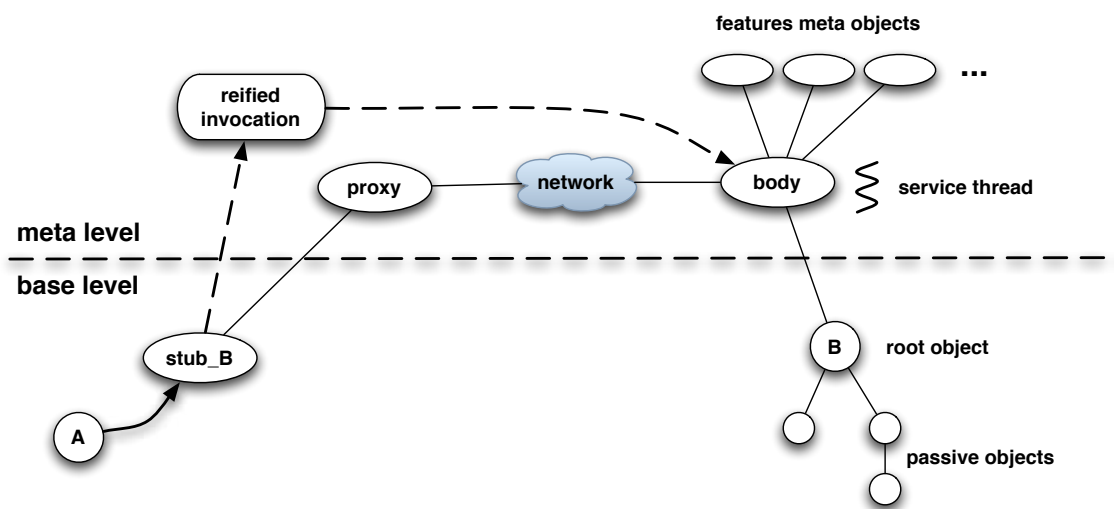 features meta objects
...
reified
invocation
proxy
network
body
service thread
meta level
base level
stub_B
B
root object
A
passive objects